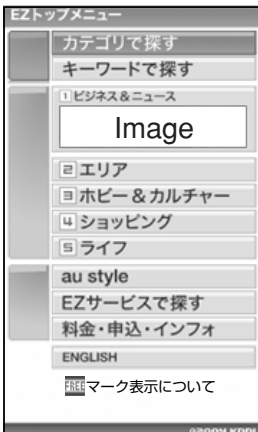 EZトップメニュー
カテゴリで探す
キーワードで探す
1 ビジネス&ニュース
Image
2 エリア
3 ホビー&カルチャー
4 ショッピング
5 ライフ
au style
EZサービスで探す
料金・申込・インフォ
ENGLISH
FREEマーク表示について
©2004 KDDI